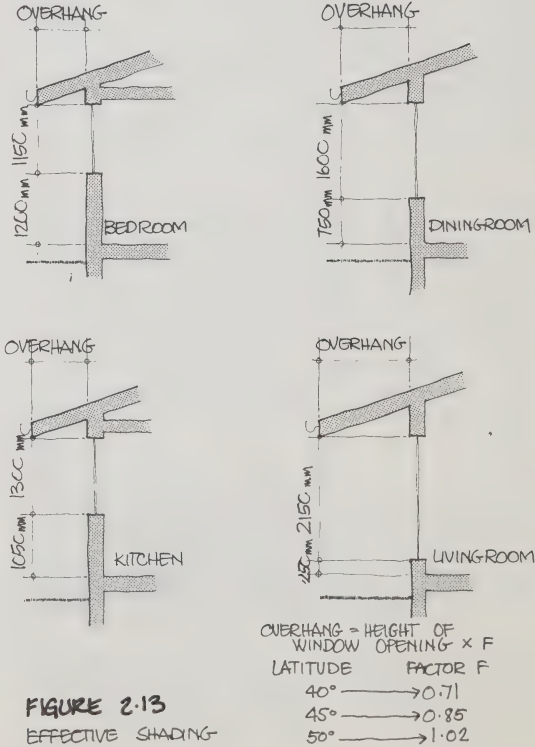 OVERHANG
1150 mm
1200 mm
BEDROOM
OVERHANG
1600 mm
750 mm
DININGROOM
OVERHANG
1300 mm
1050 mm
KITCHEN
OVERHANG
2150 mm
250 mm
LIVINGROOM
OVERHANG = HEIGHT OF
WINDOW OPENING × F
LATITUDE FACTOR F
40° → 0.71
45° → 0.85
50° → 1.02
FIGURE 2.13
EFFECTIVE SHADING